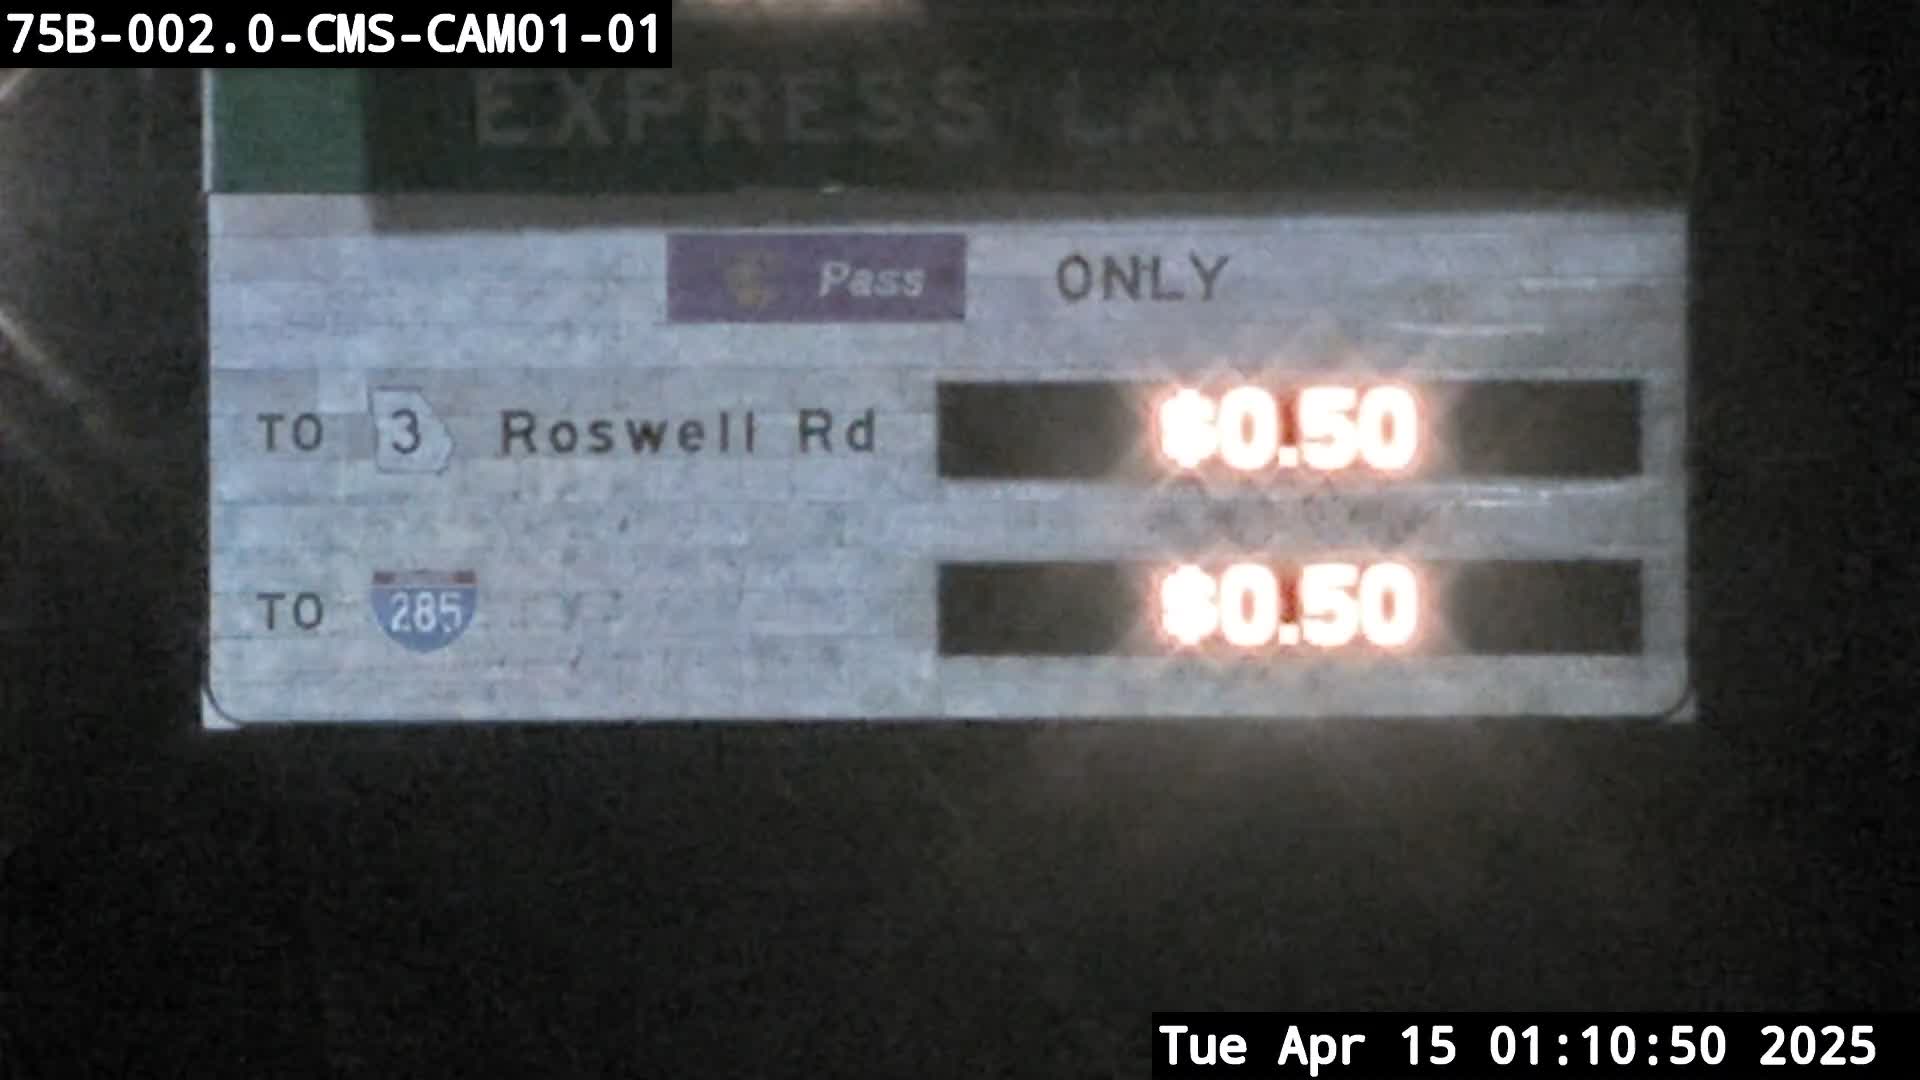 75B-002.0-CMS-CAM01-01
EXPRESS LANES
Pass ONLY
TO 3 Roswell Rd $0.50
TO 285 $0.50
Tue Apr 15 01:10:50 2025